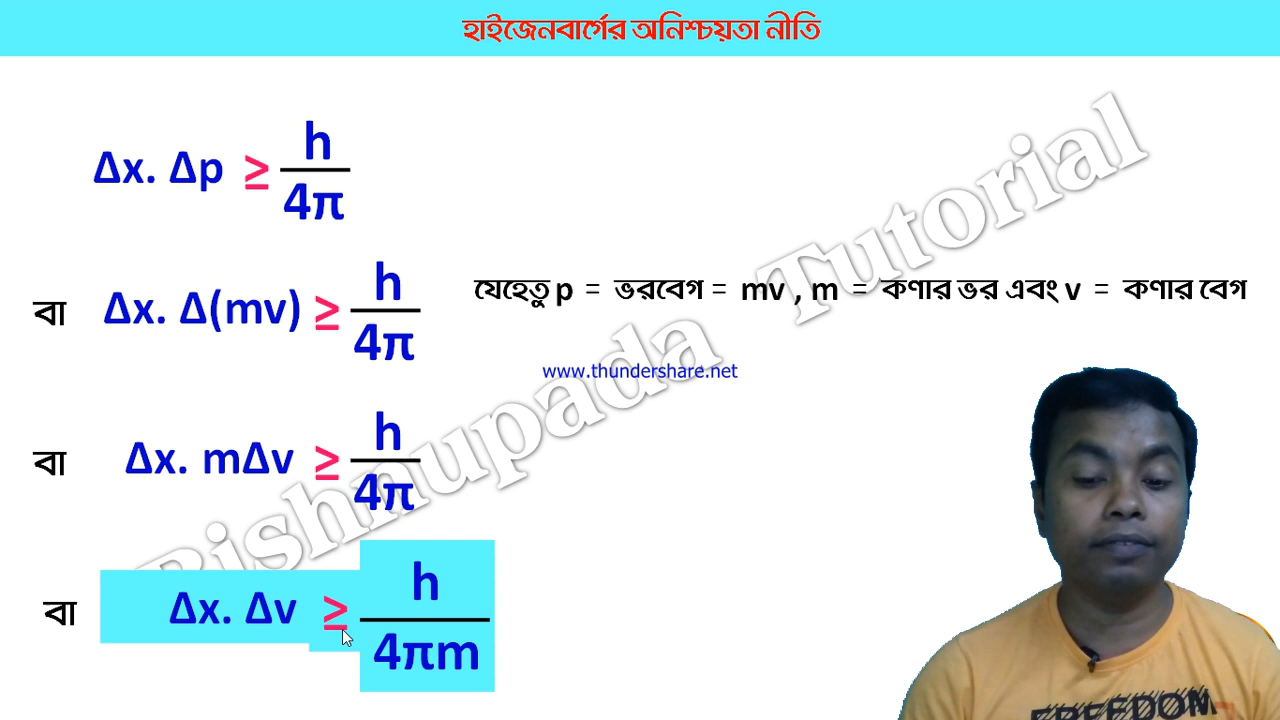 হাইজেনবার্গের অনিশ্চয়তা নীতি
Δx. Δp ≥ h/4π
বা Δx. Δ(mv) ≥ h/4π
যেহেতু p = ভরবেগ = mv , m = কণার ভর এবং v = কণার বেগ
www.thundershare.net
বা Δx. mΔv ≥ h/4π
বা Δx. Δv ≥ h/4πm
Bishnupada Tutorial
FREEDOM